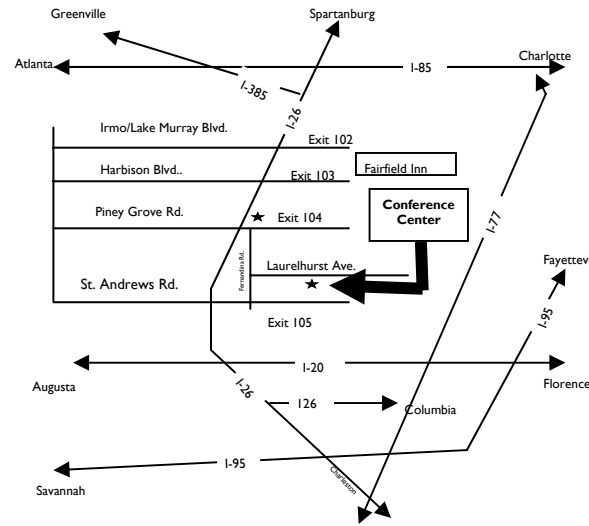 Greenville
Spartanburg
Charlotte
Atlanta
I-85
I-385
I-26
Irmo/Lake Murray Blvd.
Exit 102
Harbison Blvd..
Exit 103
Fairfield Inn
Piney Grove Rd.
Exit 104
Conference
Center
I-77
Fernandina Rd.
Laurelhurst Ave.
Fayettev
St. Andrews Rd.
Exit 105
I-95
I-20
Augusta
Florence
I-26
126
Columbia
I-95
Charleston
Savannah